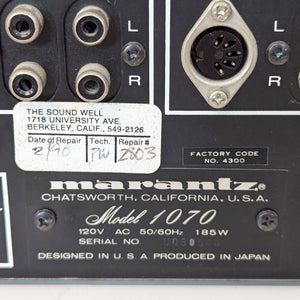 L
L
R
R
THE SOUND WELL
1718 UNIVERSITY AVE.
BERKELEY, CALIF., 549-2126
Date of Repair
Tech.
Repair#
2/90
2803
FACTORY CODE
NO. 4300
marantz
CHATSWORTH, CALIFORNIA, U.S.A.
Model 1070
120V AC 50/60Hz 185W
SERIAL NO.
DESIGNED IN U.S.A PRODUCED IN JAPAN